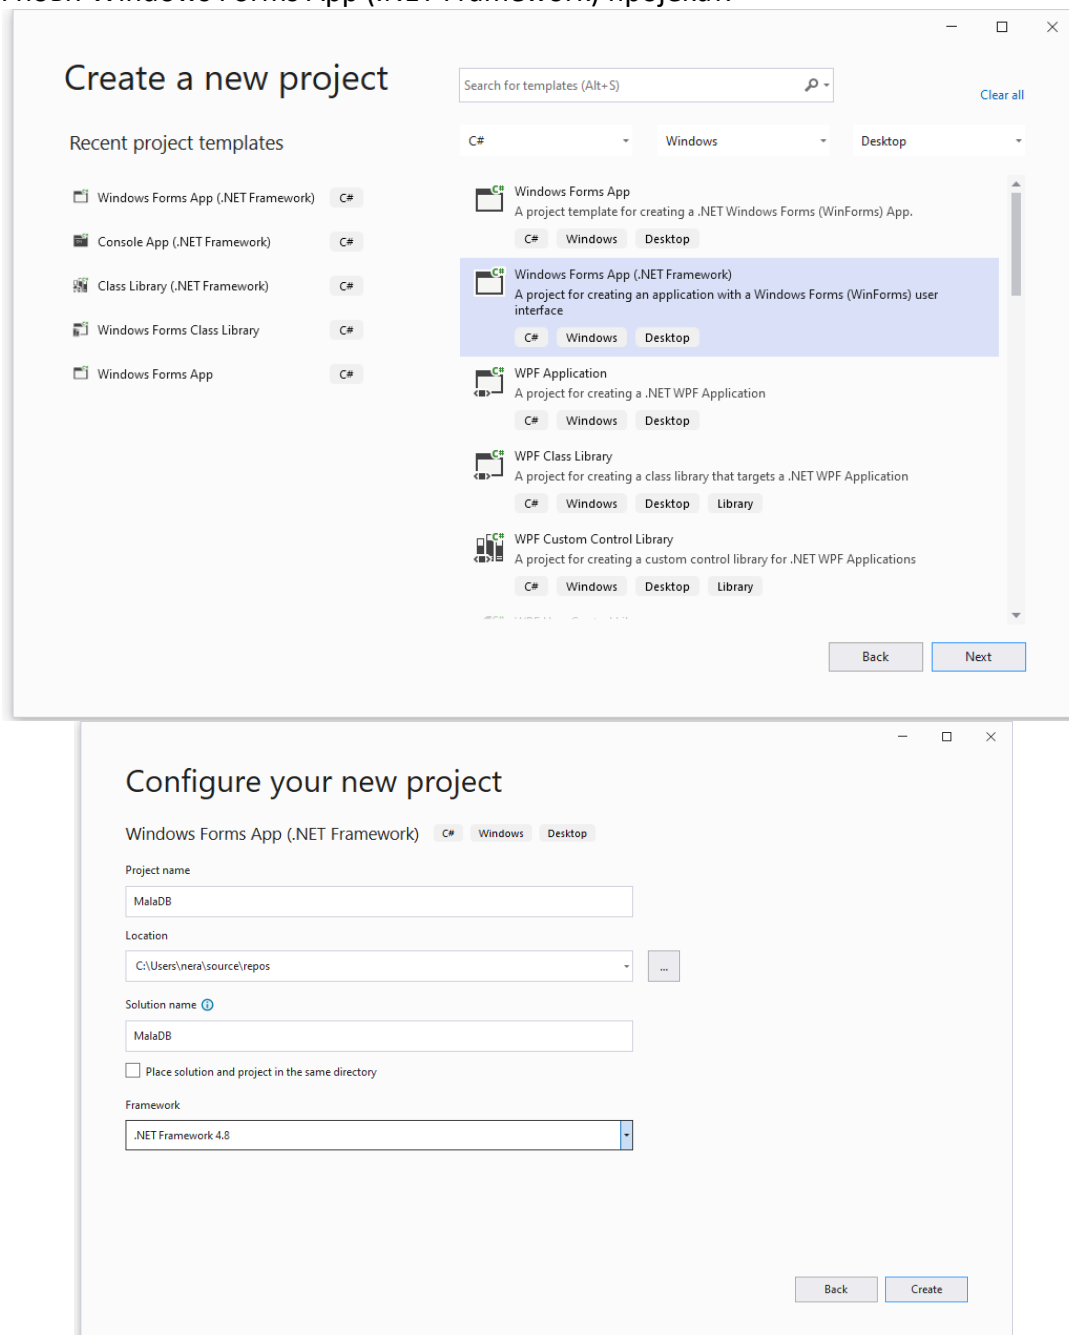 нови Windows Forms App (.NET Framework) пројекат.
Create a new project
Search for templates (Alt+S)
Clear all
Recent project templates
C# Windows Desktop
Windows Forms App (.NET Framework) C#
Console App (.NET Framework) C#
Class Library (.NET Framework) C#
Windows Forms Class Library C#
Windows Forms App C#
Windows Forms App
A project template for creating a .NET Windows Forms (WinForms) App.
C# Windows Desktop
Windows Forms App (.NET Framework)
A project for creating an application with a Windows Forms (WinForms) user
interface
C# Windows Desktop
WPF Application
A project for creating a .NET WPF Application
C# Windows Desktop
WPF Class Library
A project for creating a class library that targets a .NET WPF Application
C# Windows Desktop Library
WPF Custom Control Library
A project for creating a custom control library for .NET WPF Applications
C# Windows Desktop Library
Back Next
Configure your new project
Windows Forms App (.NET Framework) C# Windows Desktop
Project name
MalaDB
Location
C:\Users\nera\source\repos
...
Solution name
MalaDB
Place solution and project in the same directory
Framework
.NET Framework 4.8
Back Create